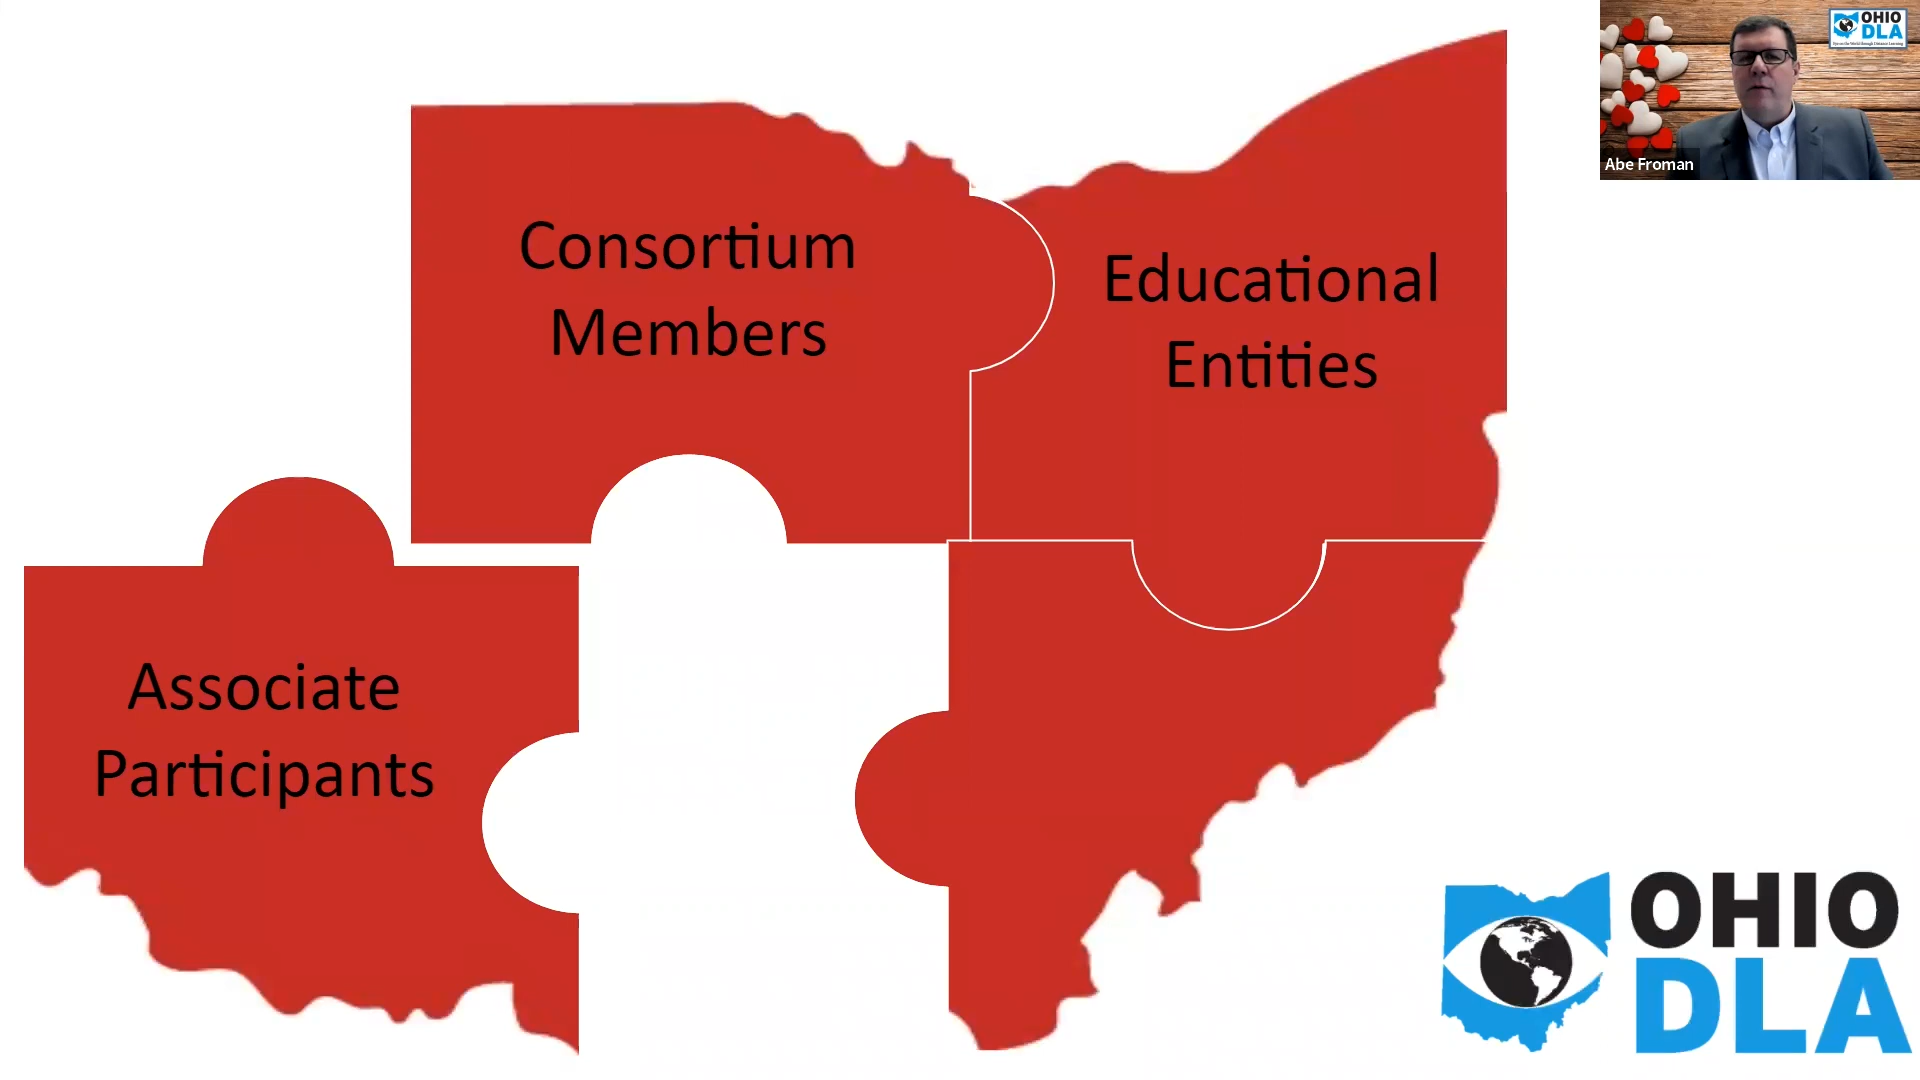 Consortium
Members
Educational
Entities
Associate
Participants
OHIO
DLA
Abe Froman
OHIO
DLA